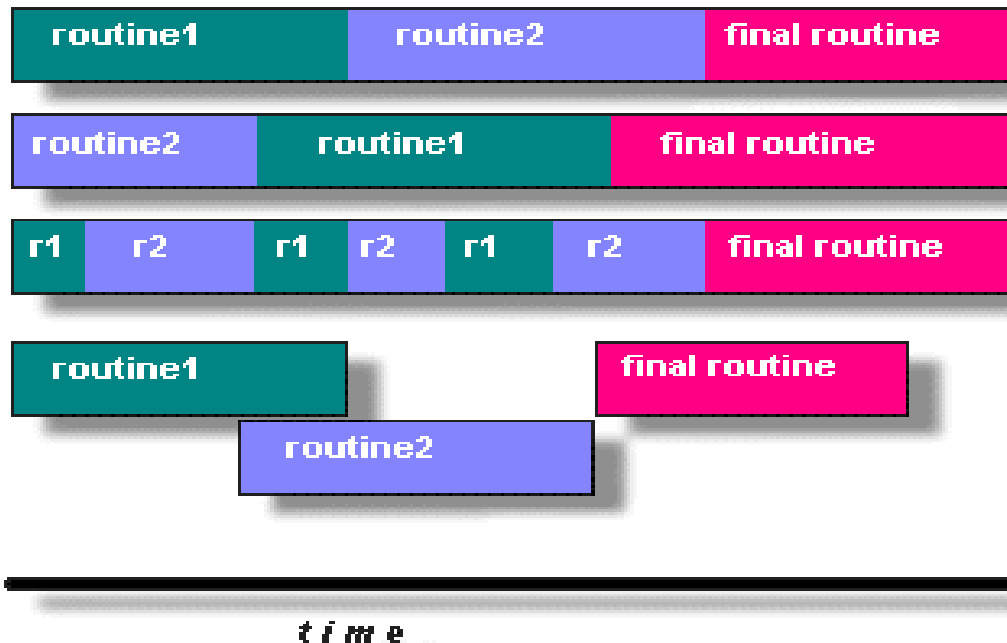 routine1 routine2 final routine
routine2 routine1 final routine
r1 r2 r1 r2 r1 r2 final routine
routine1 final routine
routine2
time